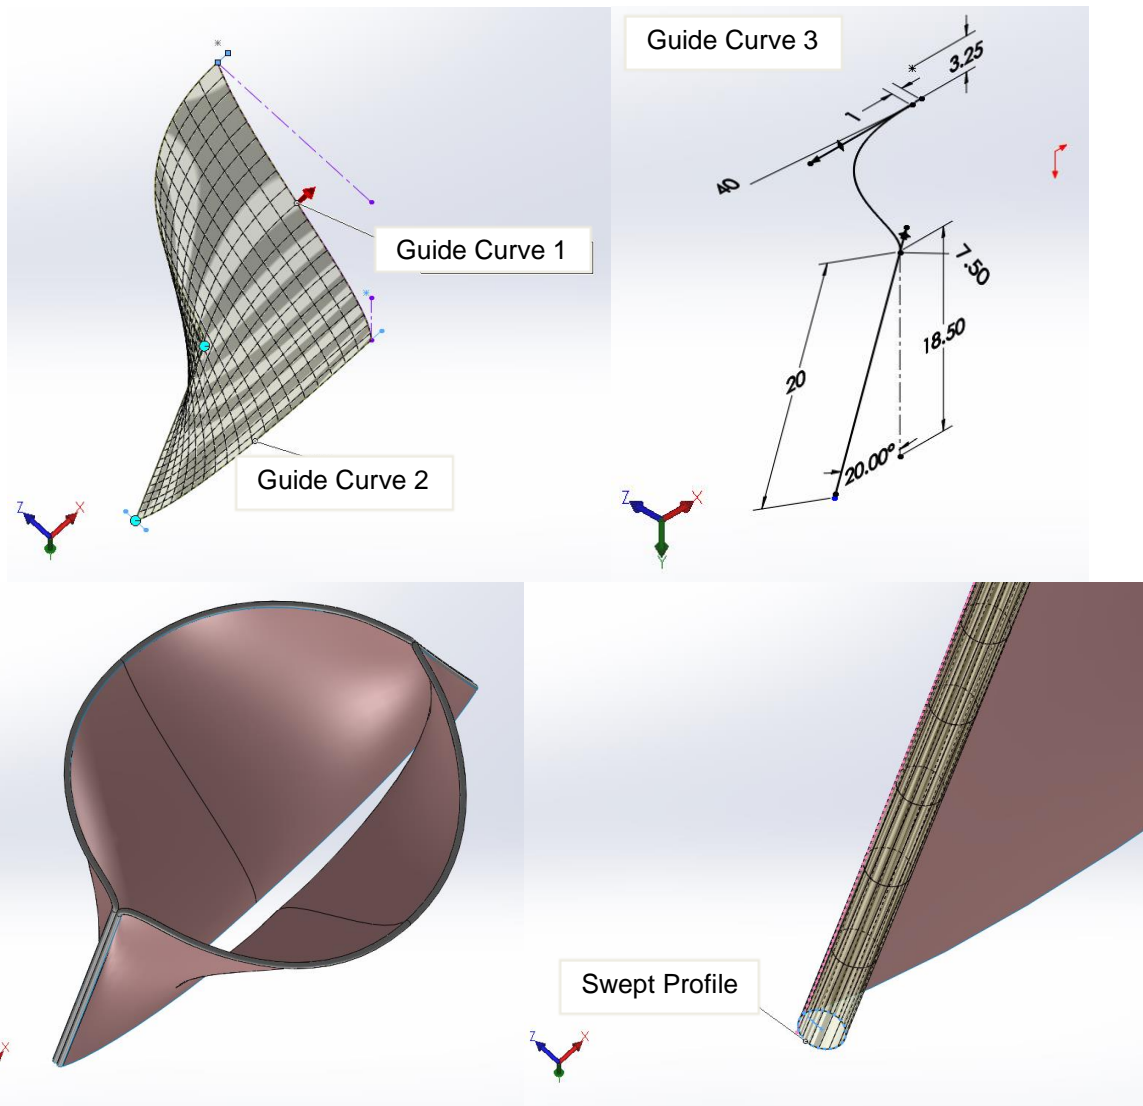 Guide Curve 1
Guide Curve 2
Z
X
Y
Guide Curve 3
3.25
1
40
7.50
18.50
20
20.00°
Z
X
Y
X
Swept Profile
Z
X
Y